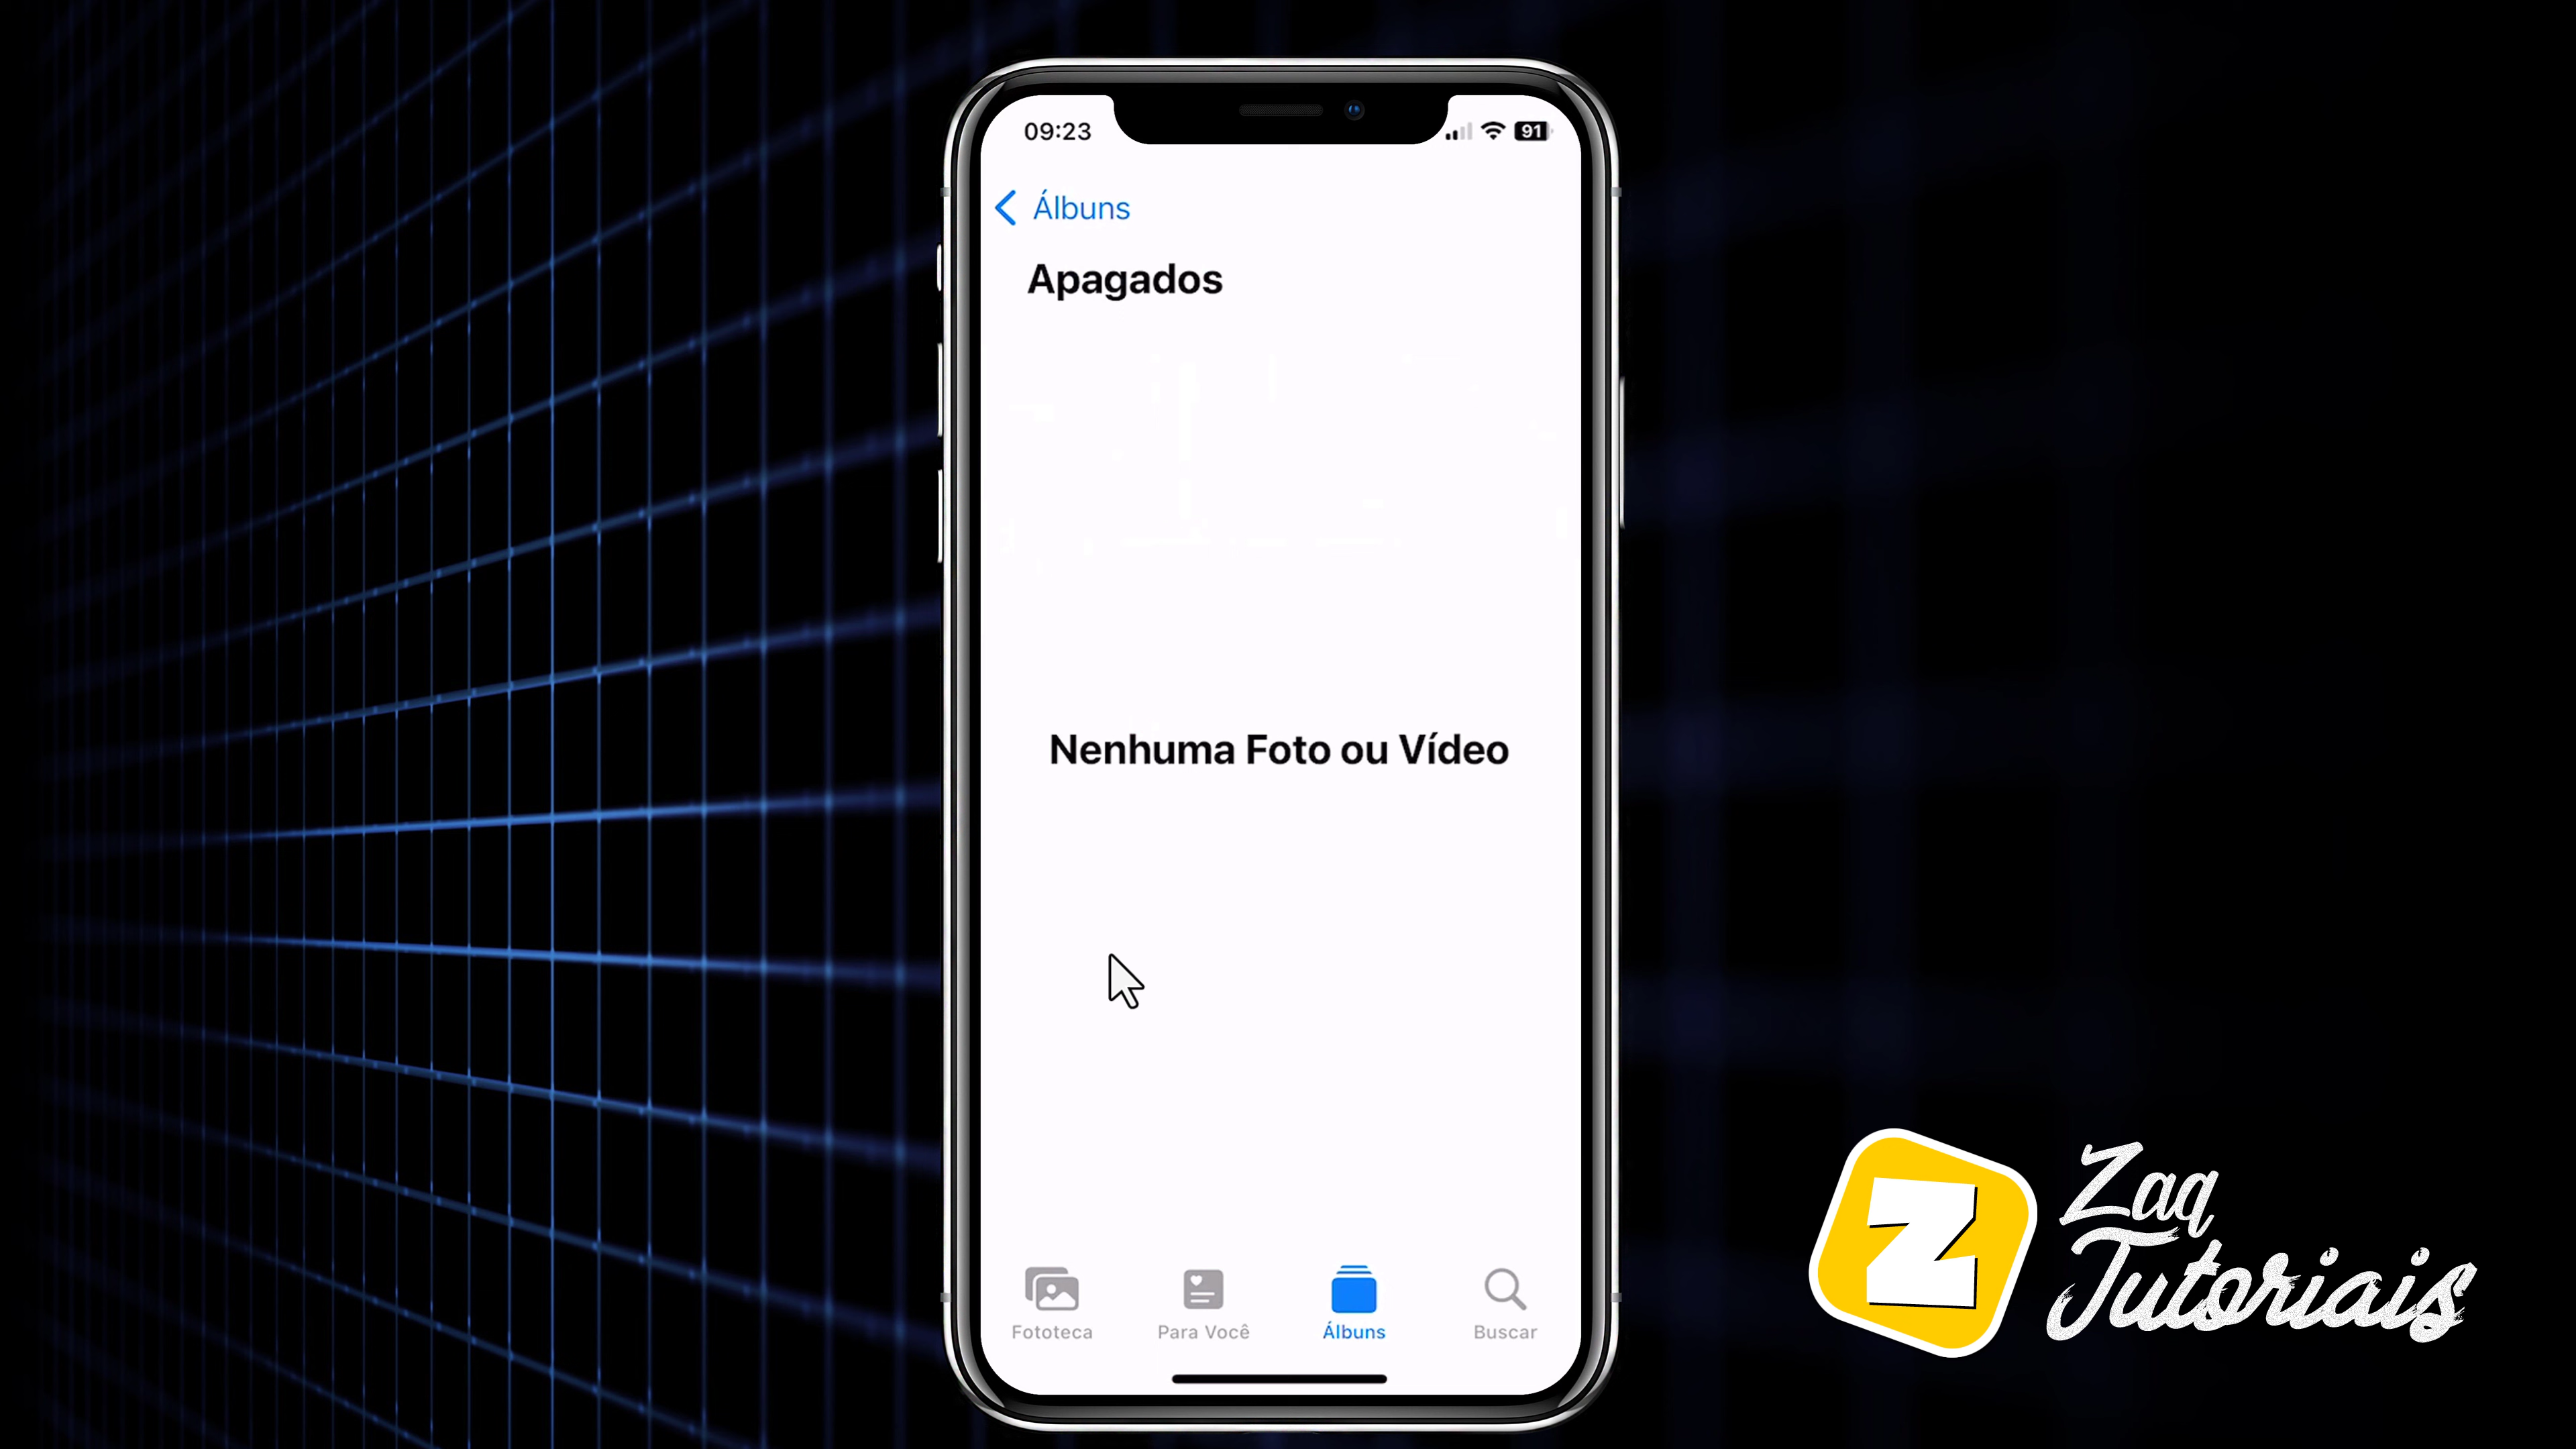 09:23
91
Álbuns
Apagados
Nenhuma Foto ou Vídeo
Fototeca
Para Você
Álbuns
Buscar
Z
Zaq
Tutoriais